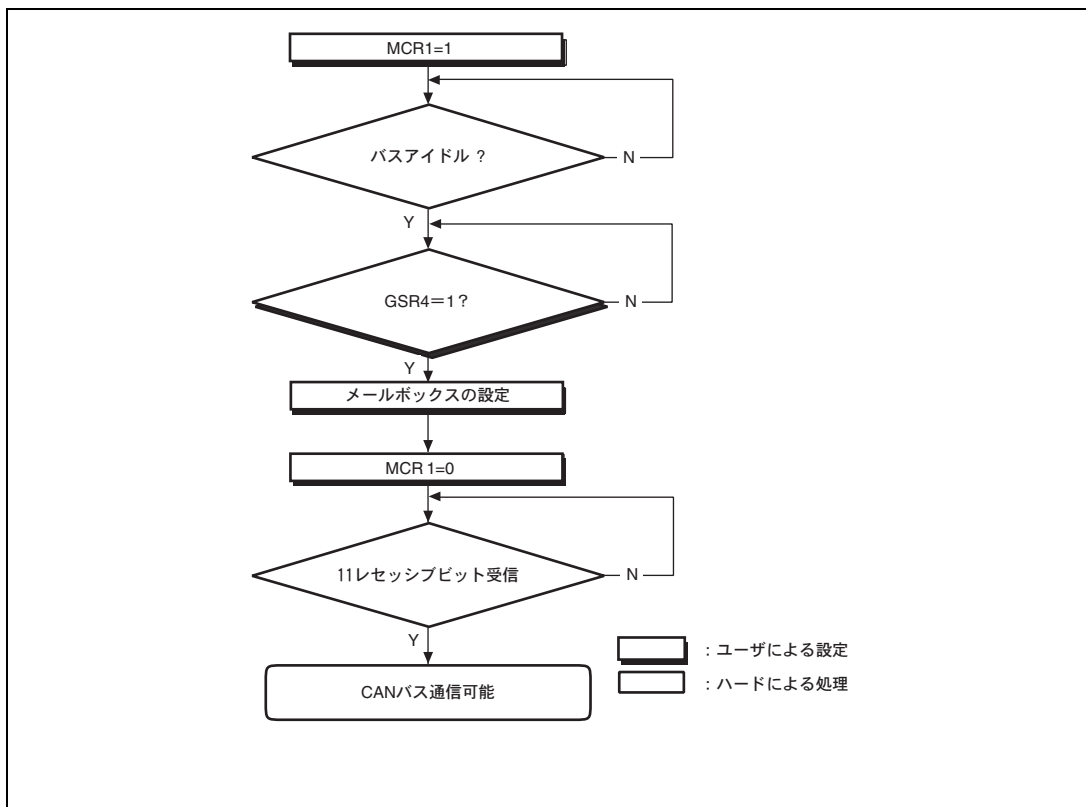 MCR1=1
バスアイドル ?
N
Y
GSR4＝1？
N
Y
メールボックスの設定
MCR 1=0
11レセッシブビット受信
N
Y
CANバス通信可能
：ユーザによる設定
：ハードによる処理